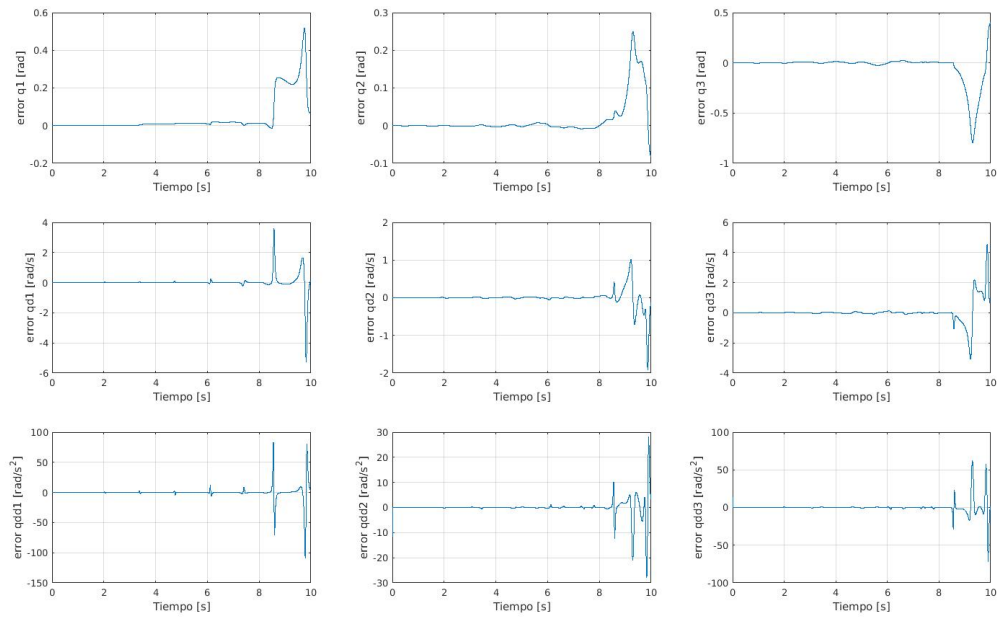 error q1 [rad]
0.6
0.4
0.2
0
-0.2
0 2 4 6 8 10
Tiempo [s]
error q2 [rad]
0.3
0.2
0.1
0
-0.1
0 2 4 6 8 10
Tiempo [s]
error q3 [rad
0.5
0
-0.5
-1
0 2 4 6 8 10
Tiempo [s]
error qd1 [rad/s]
4
2
0
-2
-4
-6
0 2 4 6 8 10
Tiempo [s]
error qd2 [rad/s]
2
1
0
-1
-2
0 2 4 6 8 10
Tiempo [s]
error qd3 [rad/s]
6
4
2
0
-2
-4
0 2 4 6 8 10
Tiempo [s]
error qdd1 [rad/s²]
100
50
0
-50
-100
-150
0 2 4 6 8 10
Tiempo [s]
error qdd2 [rad/s²]
30
20
10
0
-10
-20
-30
0 2 4 6 8 10
Tiempo [s]
error qdd3 [rad/s²]
100
50
0
-50
-100
0 2 4 6 8 10
Tiempo [s]